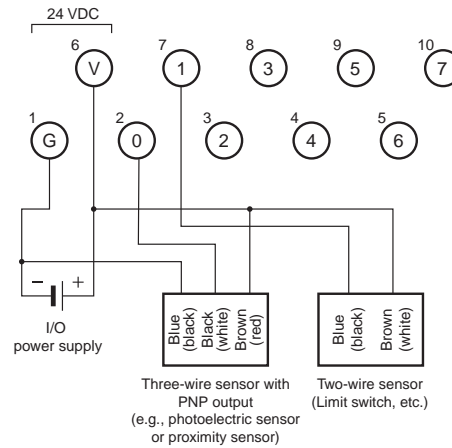 24 VDC
6 7 8 9 10
V 1 3 5 7
1 2 3 4 5
G 0 2 4 6
− +
I/O
power supply
Blue
(black)
Black
(white)
Brown
(red)
Blue
(black)
Brown
(white)
Three-wire sensor with
PNP output
(e.g., photoelectric sensor
or proximity sensor)
Two-wire sensor
(Limit switch, etc.)